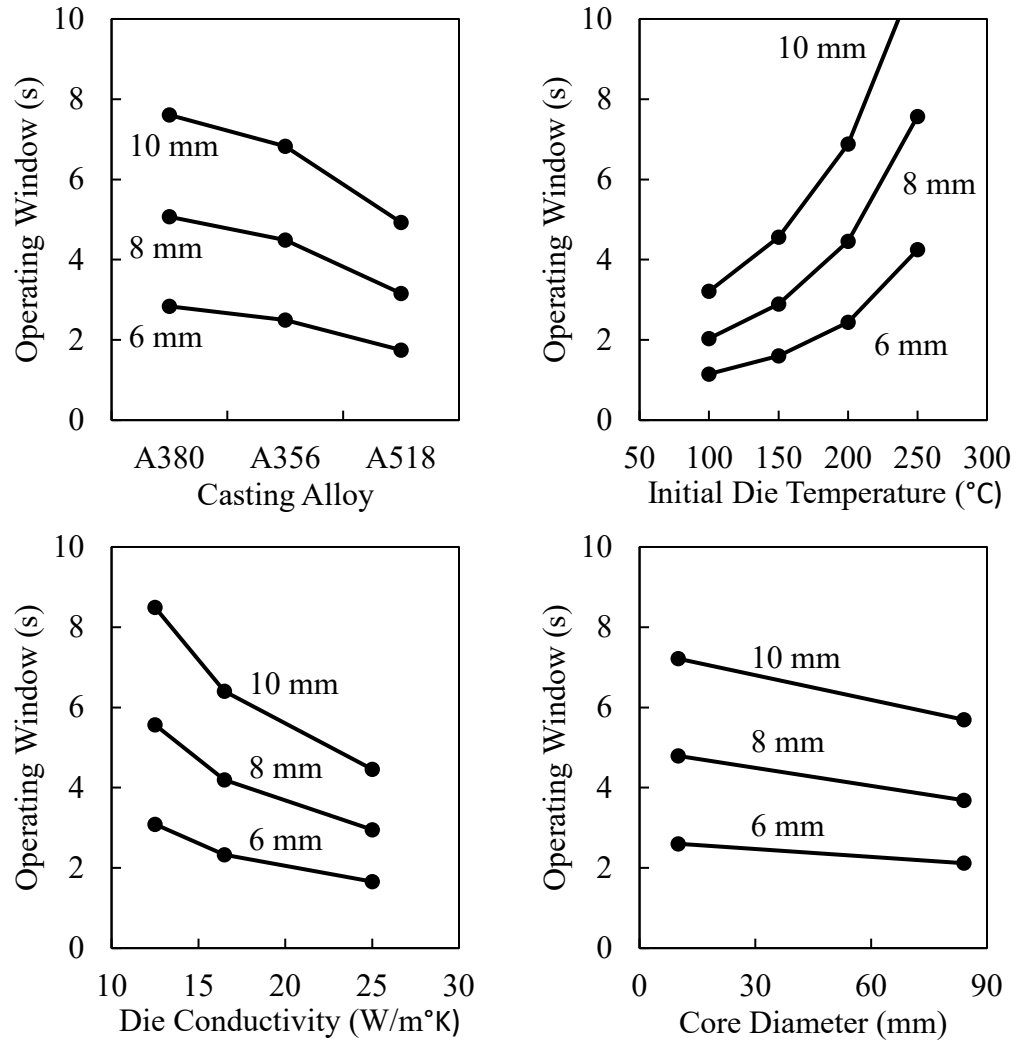 10
8
6
4
2
0
Operating Window (s)
10 mm
8 mm
6 mm
A380 A356 A518
Casting Alloy
10
8
6
4
2
0
Operating Window (s)
10 mm
8 mm
6 mm
50 100 150 200 250 300
Initial Die Temperature (°C)
10
8
6
4
2
0
Operating Window (s)
10 mm
8 mm
6 mm
10 15 20 25 30
Die Conductivity (W/m°K)
10
8
6
4
2
0
Operating Window (s)
10 mm
8 mm
6 mm
0 30 60 90
Core Diameter (mm)